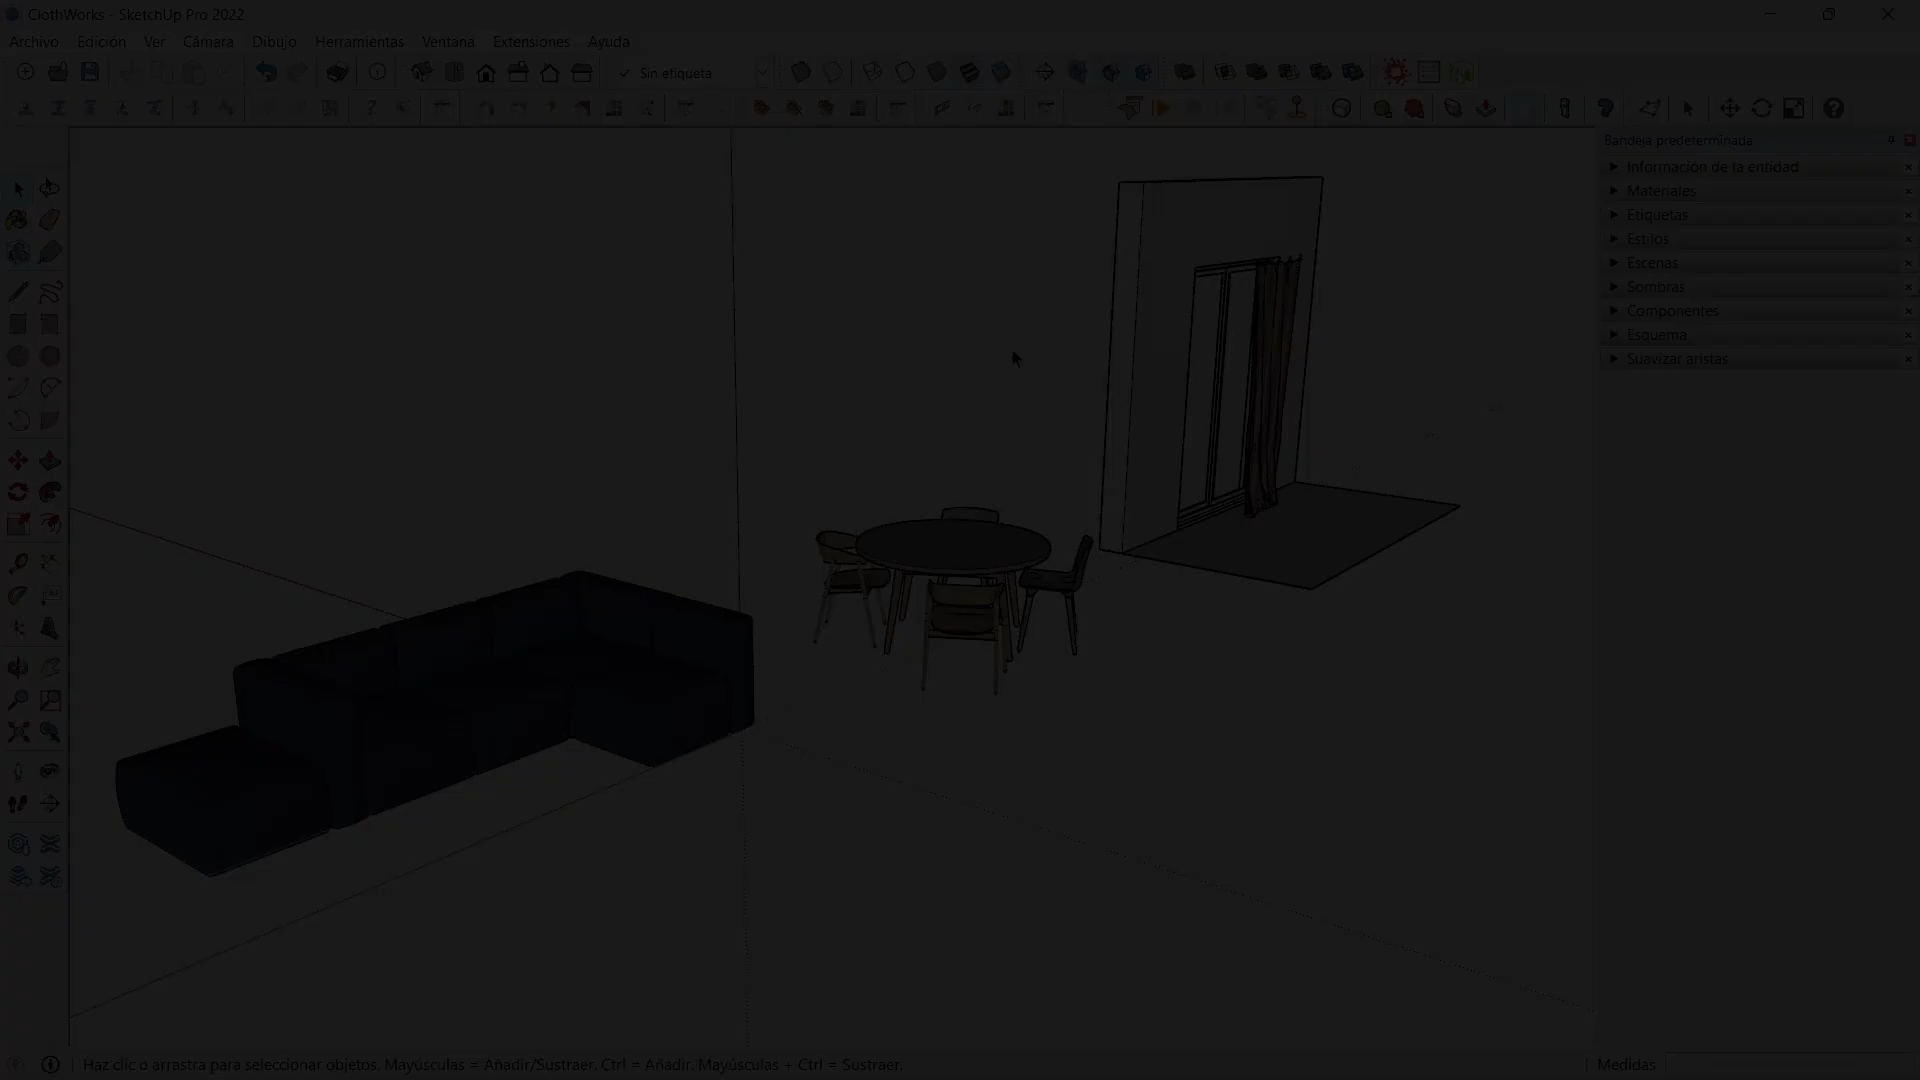 ClothWorks - SketchUp Pro 2022
Archivo Edición Ver Cámara Dibujo Herramientas Ventana Extensiones Ayuda
Sin etiqueta
Bandeja predeterminada
Información de la entidad
Materiales
Etiquetas
Estilos
Escenas
Sombras
Componentes
Esquema
Suavizar aristas
Haz clic o arrastra para seleccionar objetos. Mayúsculas = Añadir/Sustraer. Ctrl = Añadir. Mayúsculas + Ctrl = Sustraer.
Medidas